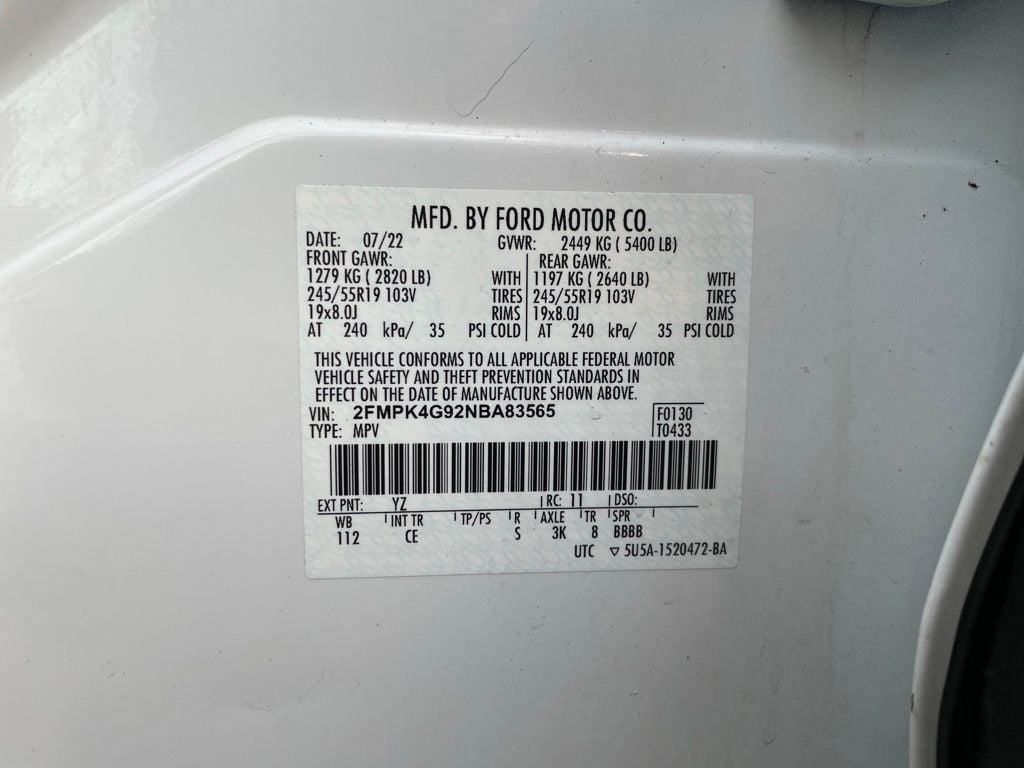 MFD. BY FORD MOTOR CO.
DATE: 07/22 GVWR: 2449 KG ( 5400 LB)
FRONT GAWR: REAR GAWR:
1279 KG ( 2820 LB) WITH 1197 KG ( 2640 LB) WITH
245/55R19 103V TIRES 245/55R19 103V TIRES
19x8.0J RIMS 19x8.0J RIMS
AT 240 kPa/ 35 PSI COLD AT 240 kPa/ 35 PSI COLD
THIS VEHICLE CONFORMS TO ALL APPLICABLE FEDERAL MOTOR
VEHICLE SAFETY AND THEFT PREVENTION STANDARDS IN
EFFECT ON THE DATE OF MANUFACTURE SHOWN ABOVE.
VIN: 2FMPK4G92NBA83565 F0130
TYPE: MPV T0433
EXT PNT: YZ RC: 11 DSO:
WB INT TR TP/PS R AXLE TR SPR
112 CE S 3K 8 BBBB
UTC ▽ 5U5A-1520472-BA